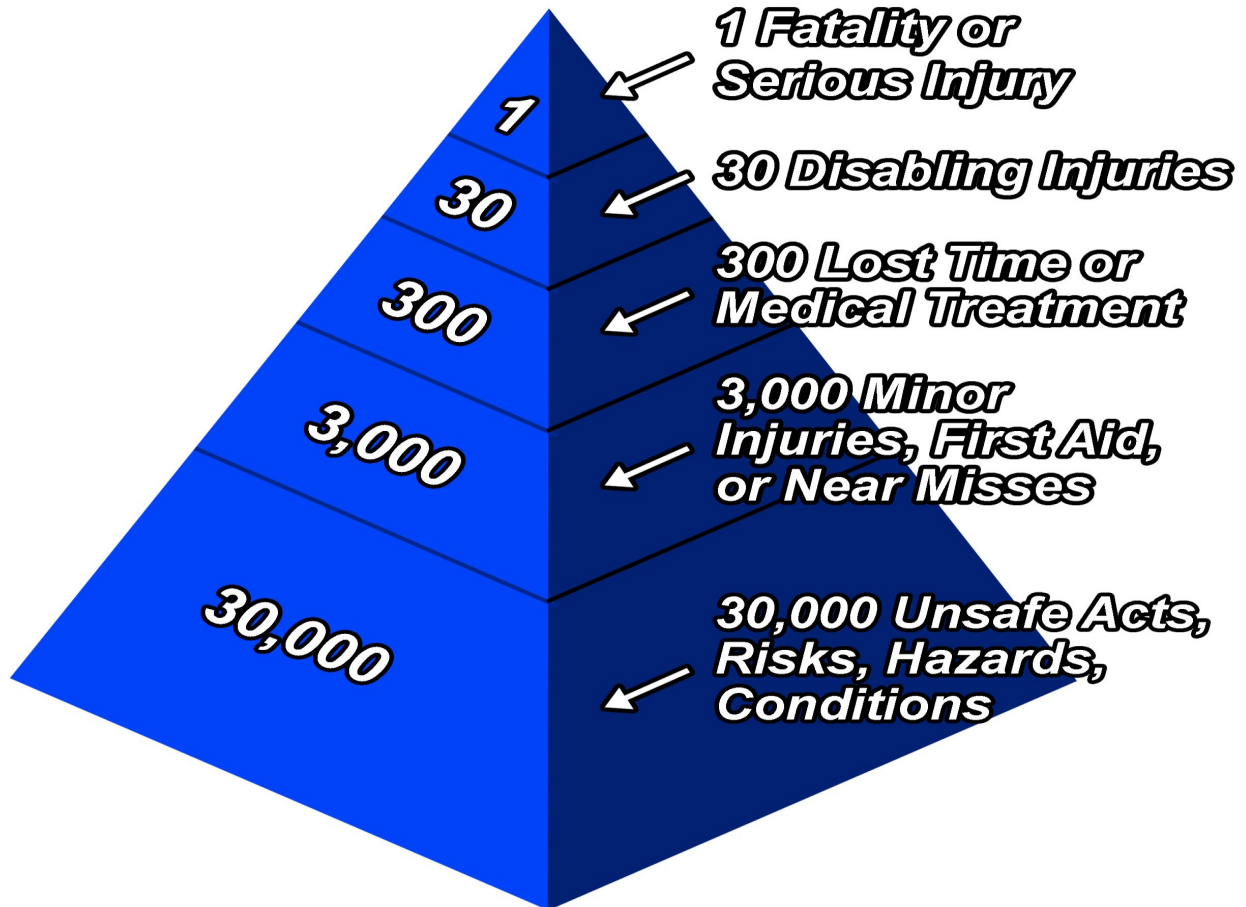 1
30
300
3,000
30,000
1 Fatality or
Serious Injury
30 Disabling Injuries
300 Lost Time or
Medical Treatment
3,000 Minor
Injuries, First Aid,
or Near Misses
30,000 Unsafe Acts,
Risks, Hazards,
Conditions